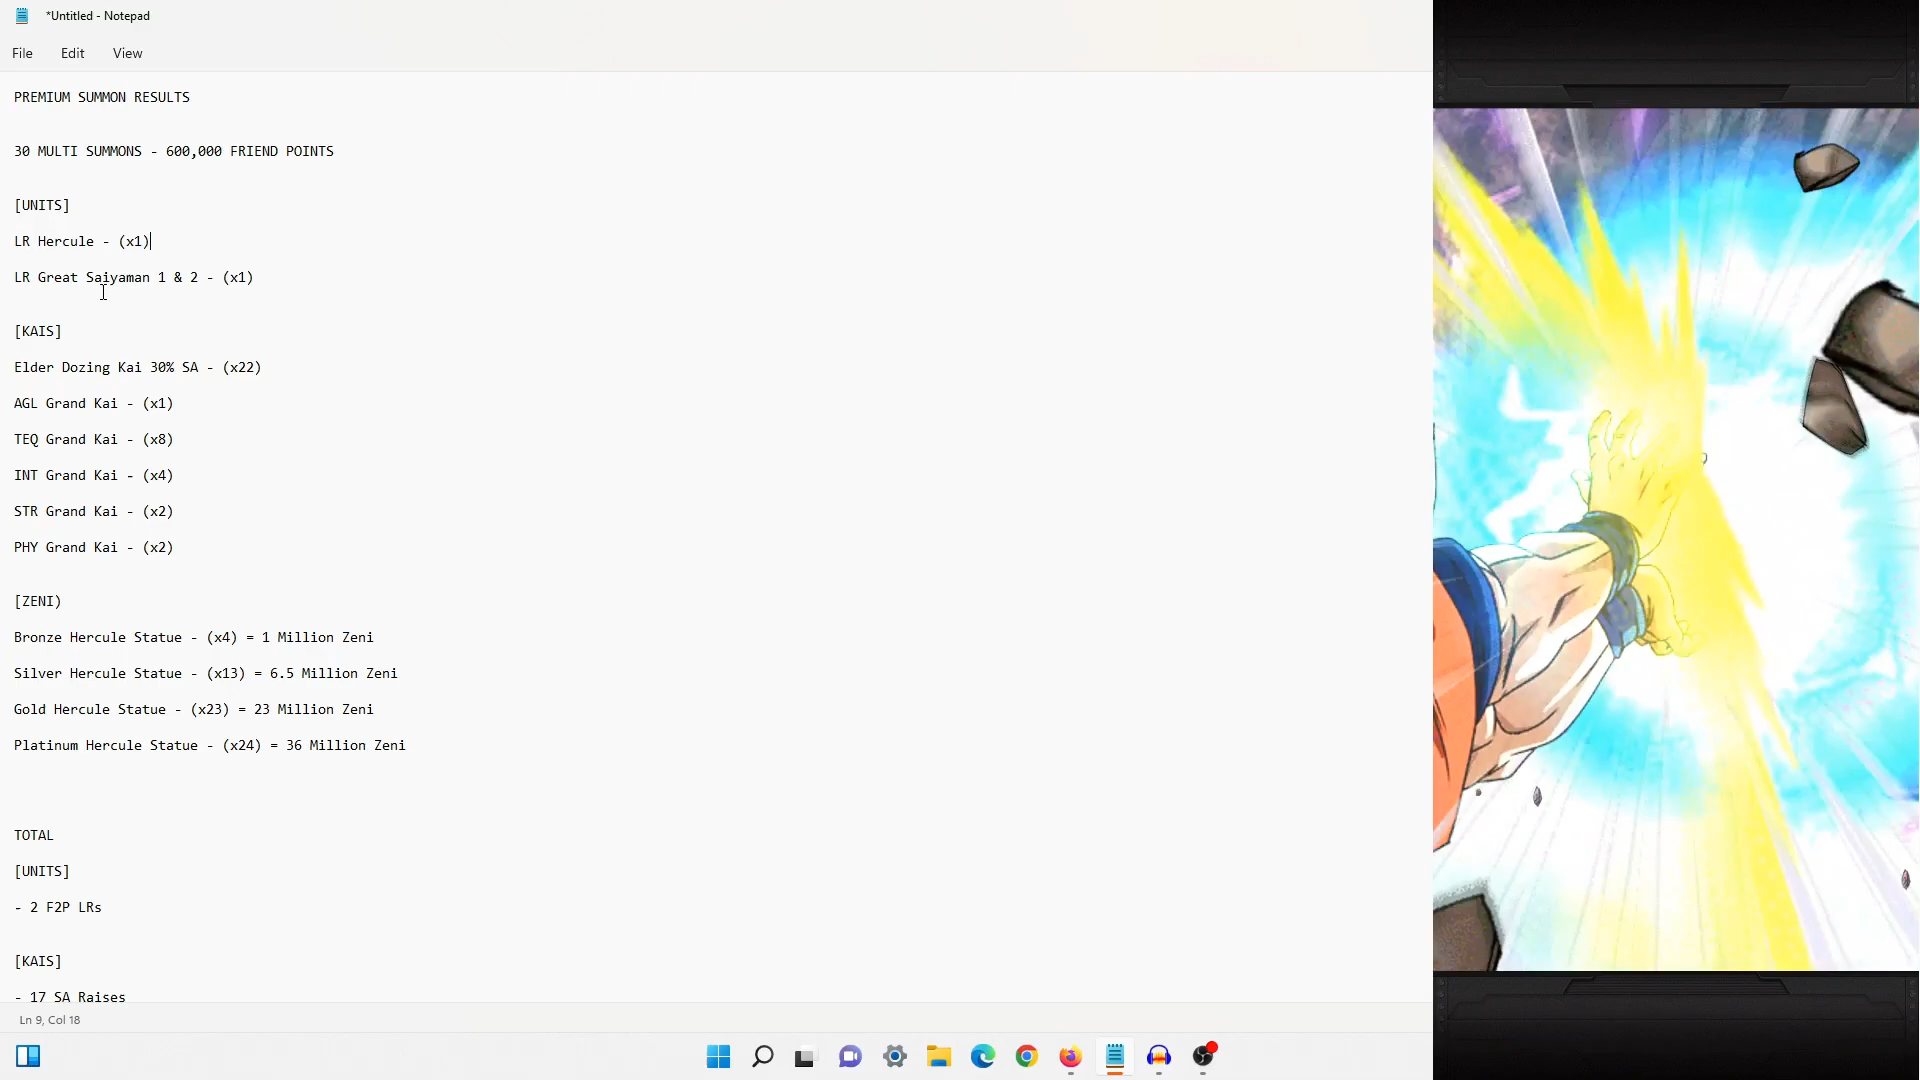 *Untitled - Notepad
File Edit View
PREMIUM SUMMON RESULTS
30 MULTI SUMMONS - 600,000 FRIEND POINTS
[UNITS]
LR Hercule - (x1)
LR Great Saiyaman 1 & 2 - (x1)
[KAIS]
Elder Dozing Kai 30% SA - (x22)
AGL Grand Kai - (x1)
TEQ Grand Kai - (x8)
INT Grand Kai - (x4)
STR Grand Kai - (x2)
PHY Grand Kai - (x2)
[ZENI)
Bronze Hercule Statue - (x4) = 1 Million Zeni
Silver Hercule Statue - (x13) = 6.5 Million Zeni
Gold Hercule Statue - (x23) = 23 Million Zeni
Platinum Hercule Statue - (x24) = 36 Million Zeni
TOTAL
[UNITS]
- 2 F2P LRs
[KAIS]
- 17 SA Raises
Ln 9, Col 18